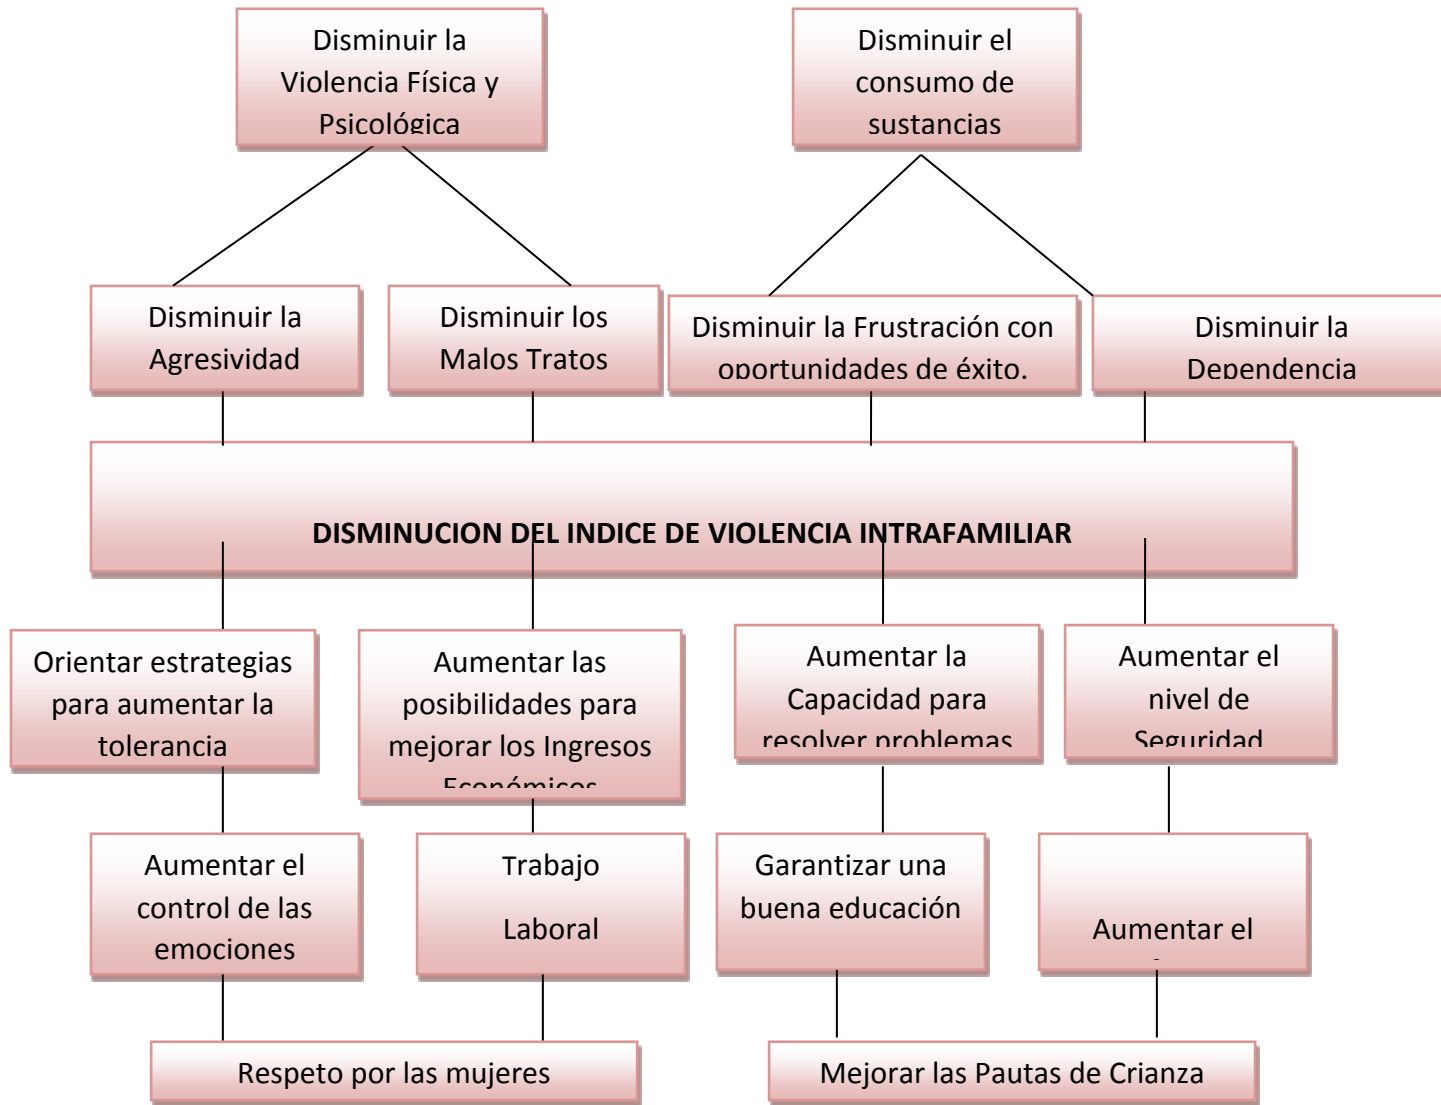 Disminuir la
Violencia Física y
Psicológica
Disminuir el
consumo de
sustancias
Disminuir la
Agresividad
Disminuir los
Malos Tratos
Disminuir la Frustración con
oportunidades de éxito.
Disminuir la
Dependencia
DISMINUCION DEL INDICE DE VIOLENCIA INTRAFAMILIAR
Orientar estrategias
para aumentar la
tolerancia
Aumentar las
posibilidades para
mejorar los Ingresos
Económicos
Aumentar la
Capacidad para
resolver problemas
Aumentar el
nivel de
Seguridad
Aumentar el
control de las
emociones
Trabajo
Laboral
Garantizar una
buena educación
Aumentar el
Respeto por las mujeres
Mejorar las Pautas de Crianza